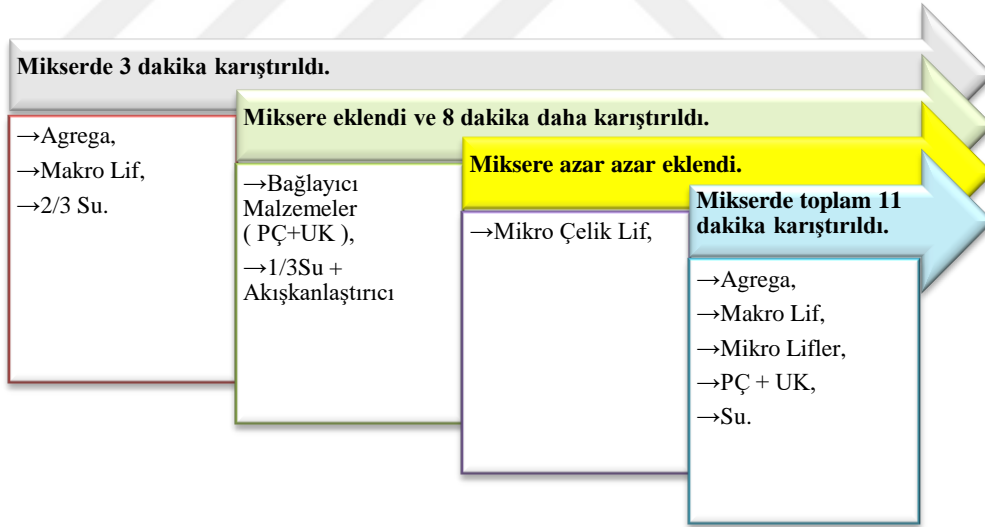 Mikserde 3 dakika karıştırıldı.
→Agrega,
→Makro Lif,
→2/3 Su.
Miksere eklendi ve 8 dakika daha karıştırıldı.
→Bağlayıcı
Malzemeler
( PÇ+UK ),
→1/3Su +
Akışkanlaştırıcı
Miksere azar azar eklendi.
→Mikro Çelik Lif,
Mikserde toplam 11
dakika karıştırıldı.
→Agrega,
→Makro Lif,
→Mikro Lifler,
→PÇ + UK,
→Su.